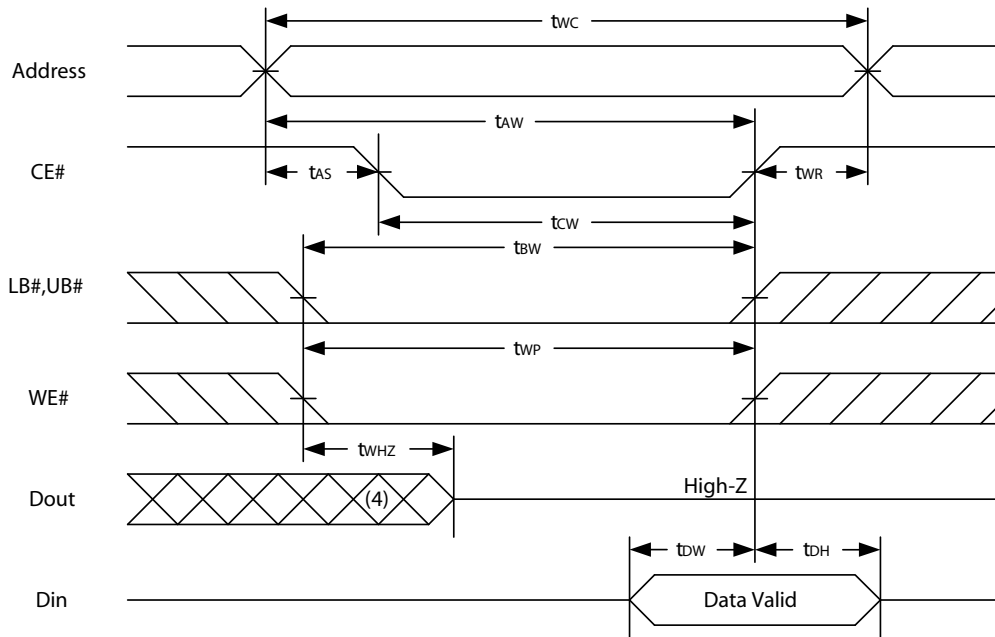 tWC
Address
tAW
CE#
tAS
tWR
tCW
tBW
LB#,UB#
tWP
WE#
tWHZ
Dout
(4)
High-Z
tDW
tDH
Din
Data Valid